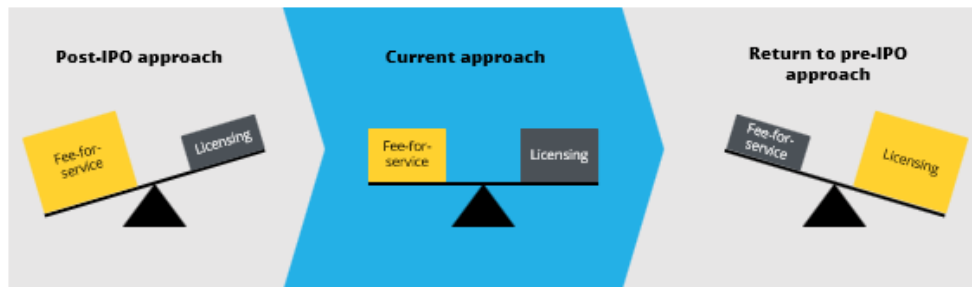 Post-IPO approach
Fee-for-
service
Licensing
Current approach
Fee-for-
service
Licensing
Return to pre-IPO
approach
Fee-for-
service
Licensing